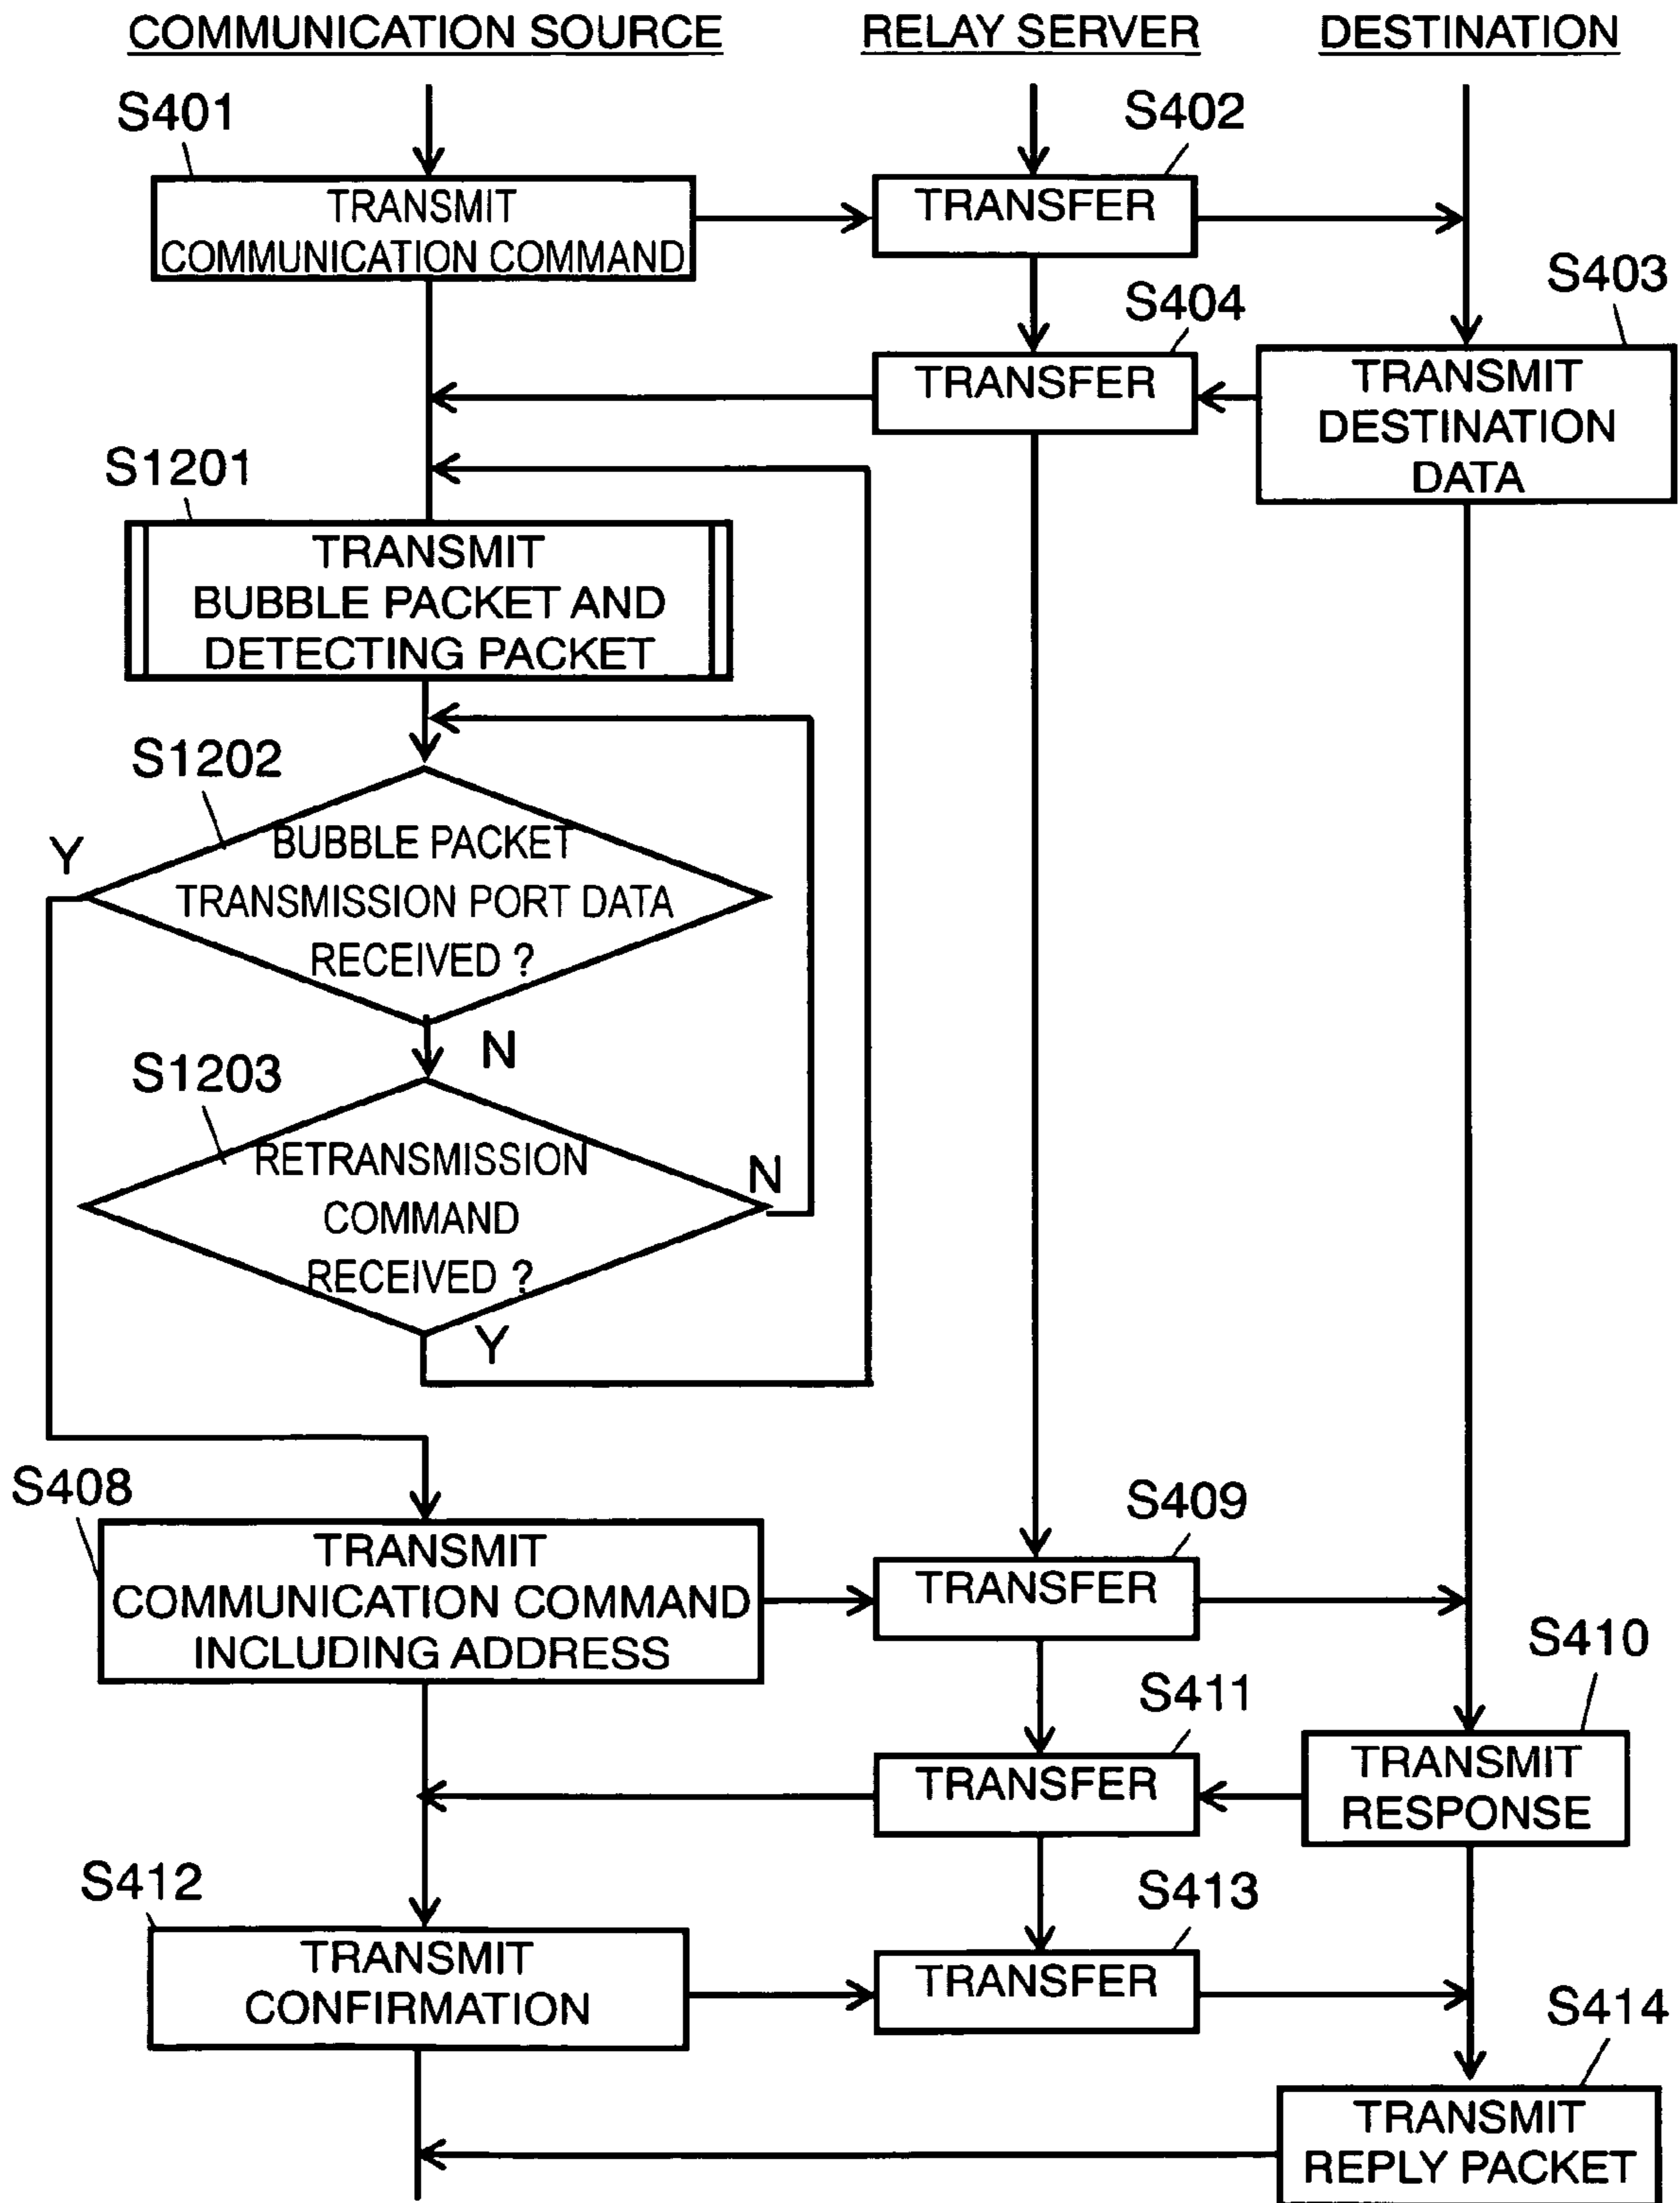 COMMUNICATION SOURCE
RELAY SERVER
DESTINATION
S401
S402
TRANSMIT
COMMUNICATION COMMAND
TRANSFER
S403
S404
TRANSFER
TRANSMIT
DESTINATION
DATA
S1201
TRANSMIT
BUBBLE PACKET AND
DETECTING PACKET
S1202
Y
BUBBLE PACKET
TRANSMISSION PORT DATA
RECEIVED ?
N
S1203
RETRANSMISSION
COMMAND
RECEIVED ?
N
Y
S408
TRANSMIT
COMMUNICATION COMMAND
INCLUDING ADDRESS
S409
TRANSFER
S410
S411
TRANSFER
TRANSMIT
RESPONSE
S412
TRANSMIT
CONFIRMATION
S413
TRANSFER
S414
TRANSMIT
REPLY PACKET